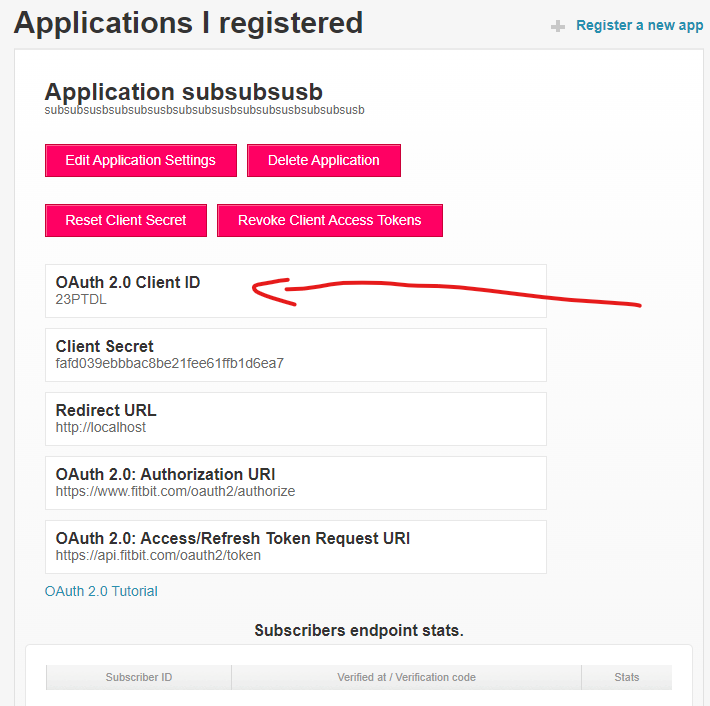 Applications I registered
Register a new app
Application subsubsusb
subsubsusbsubsubsusbsubsubsusbsubsubsusbsubsubsusb
Edit Application Settings
Delete Application
Reset Client Secret
Revoke Client Access Tokens
OAuth 2.0 Client ID
23PTDL
Client Secret
fafd039ebbbac8be21fee61ffb1d6ea7
Redirect URL
http://localhost
OAuth 2.0: Authorization URI
https://www.fitbit.com/oauth2/authorize
OAuth 2.0: Access/Refresh Token Request URI
https://api.fitbit.com/oauth2/token
OAuth 2.0 Tutorial
Subscribers endpoint stats.
Subscriber ID
Verified at / Verification code
Stats